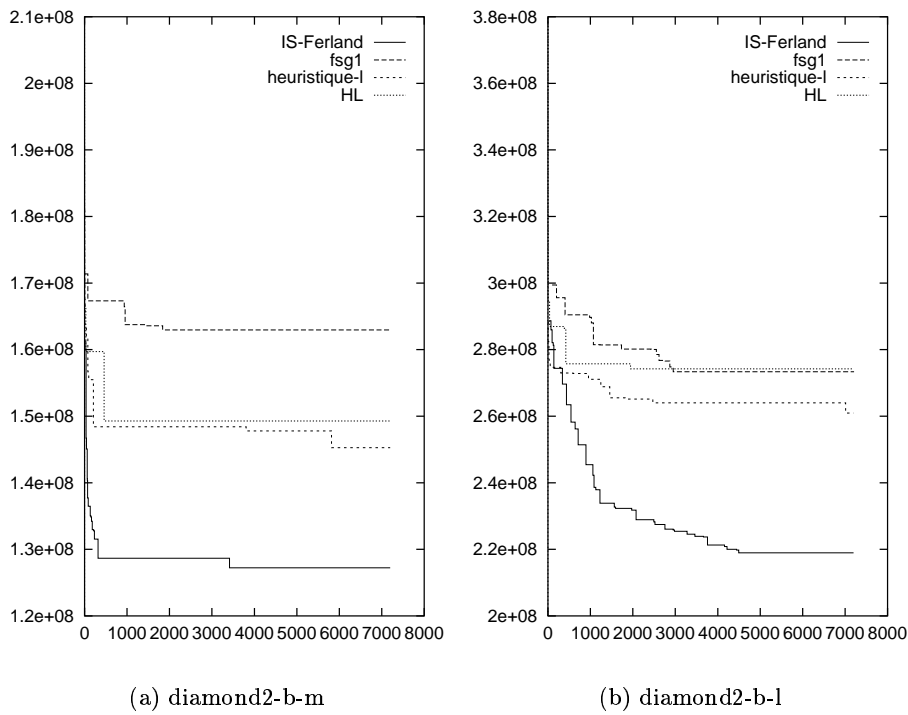 2.1e+08
2e+08
1.9e+08
1.8e+08
1.7e+08
1.6e+08
1.5e+08
1.4e+08
1.3e+08
1.2e+08
0 1000 2000 3000 4000 5000 6000 7000 8000
IS-Ferland
fsg1
heuristique-I
HL
(a) diamond2-b-m
3.8e+08
3.6e+08
3.4e+08
3.2e+08
3e+08
2.8e+08
2.6e+08
2.4e+08
2.2e+08
2e+08
0 1000 2000 3000 4000 5000 6000 7000 8000
IS-Ferland
fsg1
heuristique-I
HL
(b) diamond2-b-l